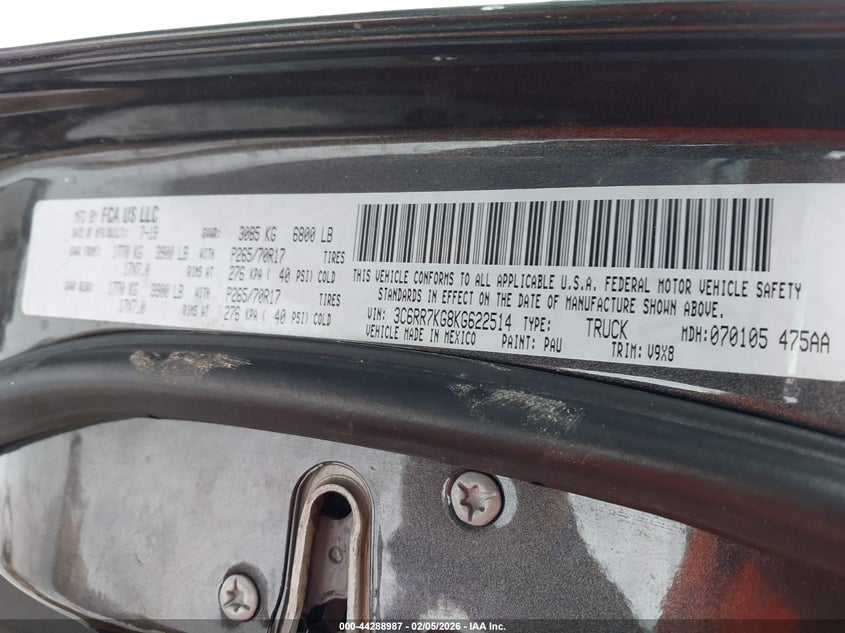 MFD BY: FCA US LLC
DATE OF MFR(BUILT): 7-19 GVWR: 3085 KG 6800 LB
GAWR FRONT: 1770 KG 3900 LB WITH P265/70R17 TIRES
17X7.0 RIMS AT 276 KPA ( 40 PSI) COLD
GAWR REAR: 1770 KG 3900 LB WITH P265/70R17 TIRES
17X7.0 RIMS AT 276 KPA ( 40 PSI) COLD
THIS VEHICLE CONFORMS TO ALL APPLICABLE U.S.A. FEDERAL MOTOR VEHICLE SAFETY
STANDARDS IN EFFECT ON THE DATE OF MANUFACTURE SHOWN ABOVE.
VIN: 3C6RR7KG8KG622514 TYPE: TRUCK MDH:070105 475AA
VEHICLE MADE IN MEXICO PAINT: PAU TRIM: V9X8
000-44288987 - 02/05/2026 - IAA Inc.